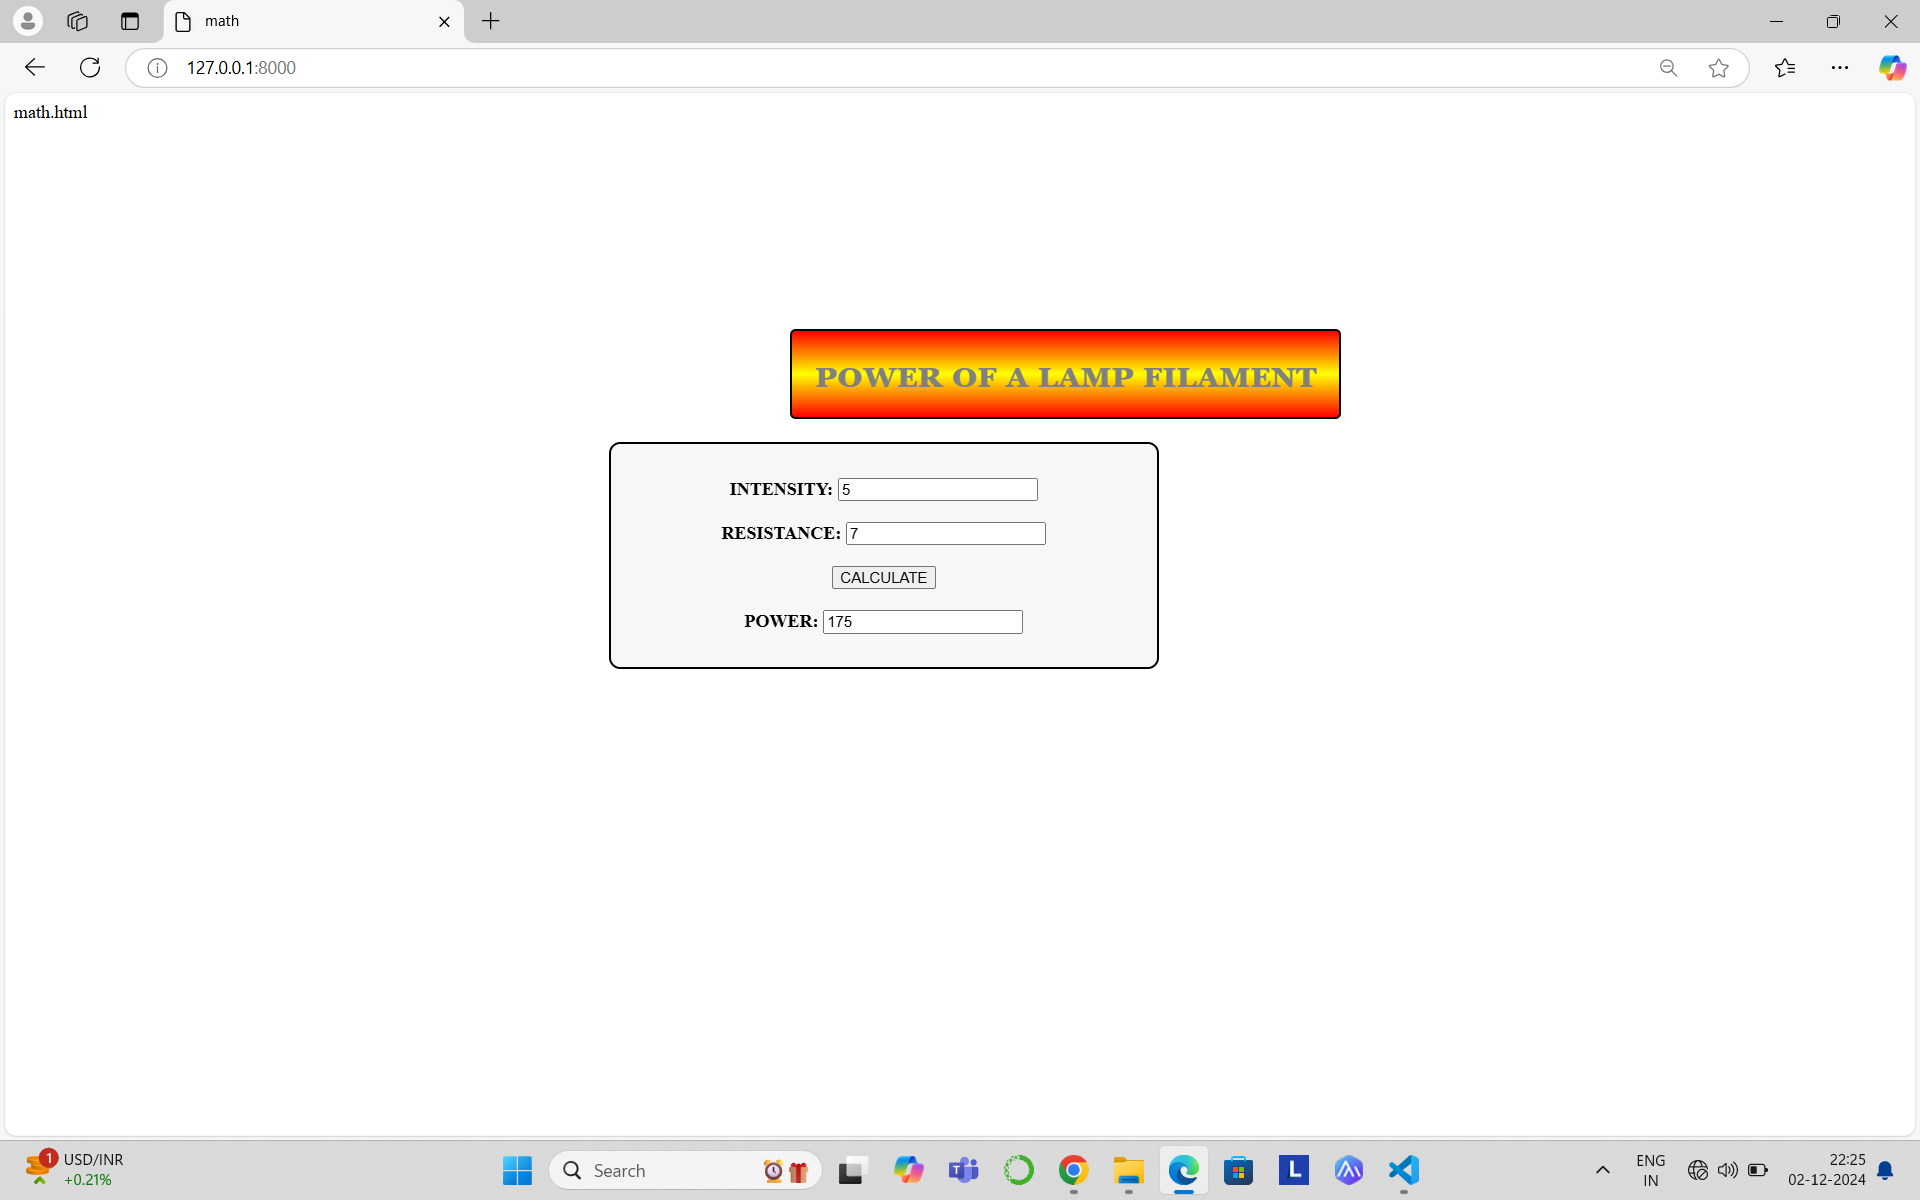 math
127.0.0.1:8000
math.html
POWER OF A LAMP FILAMENT
INTENSITY: 5
RESISTANCE: 7
CALCULATE
POWER: 175
1
USD/INR
+0.21%
Search
T
L
ENG
IN
22:25
02-12-2024